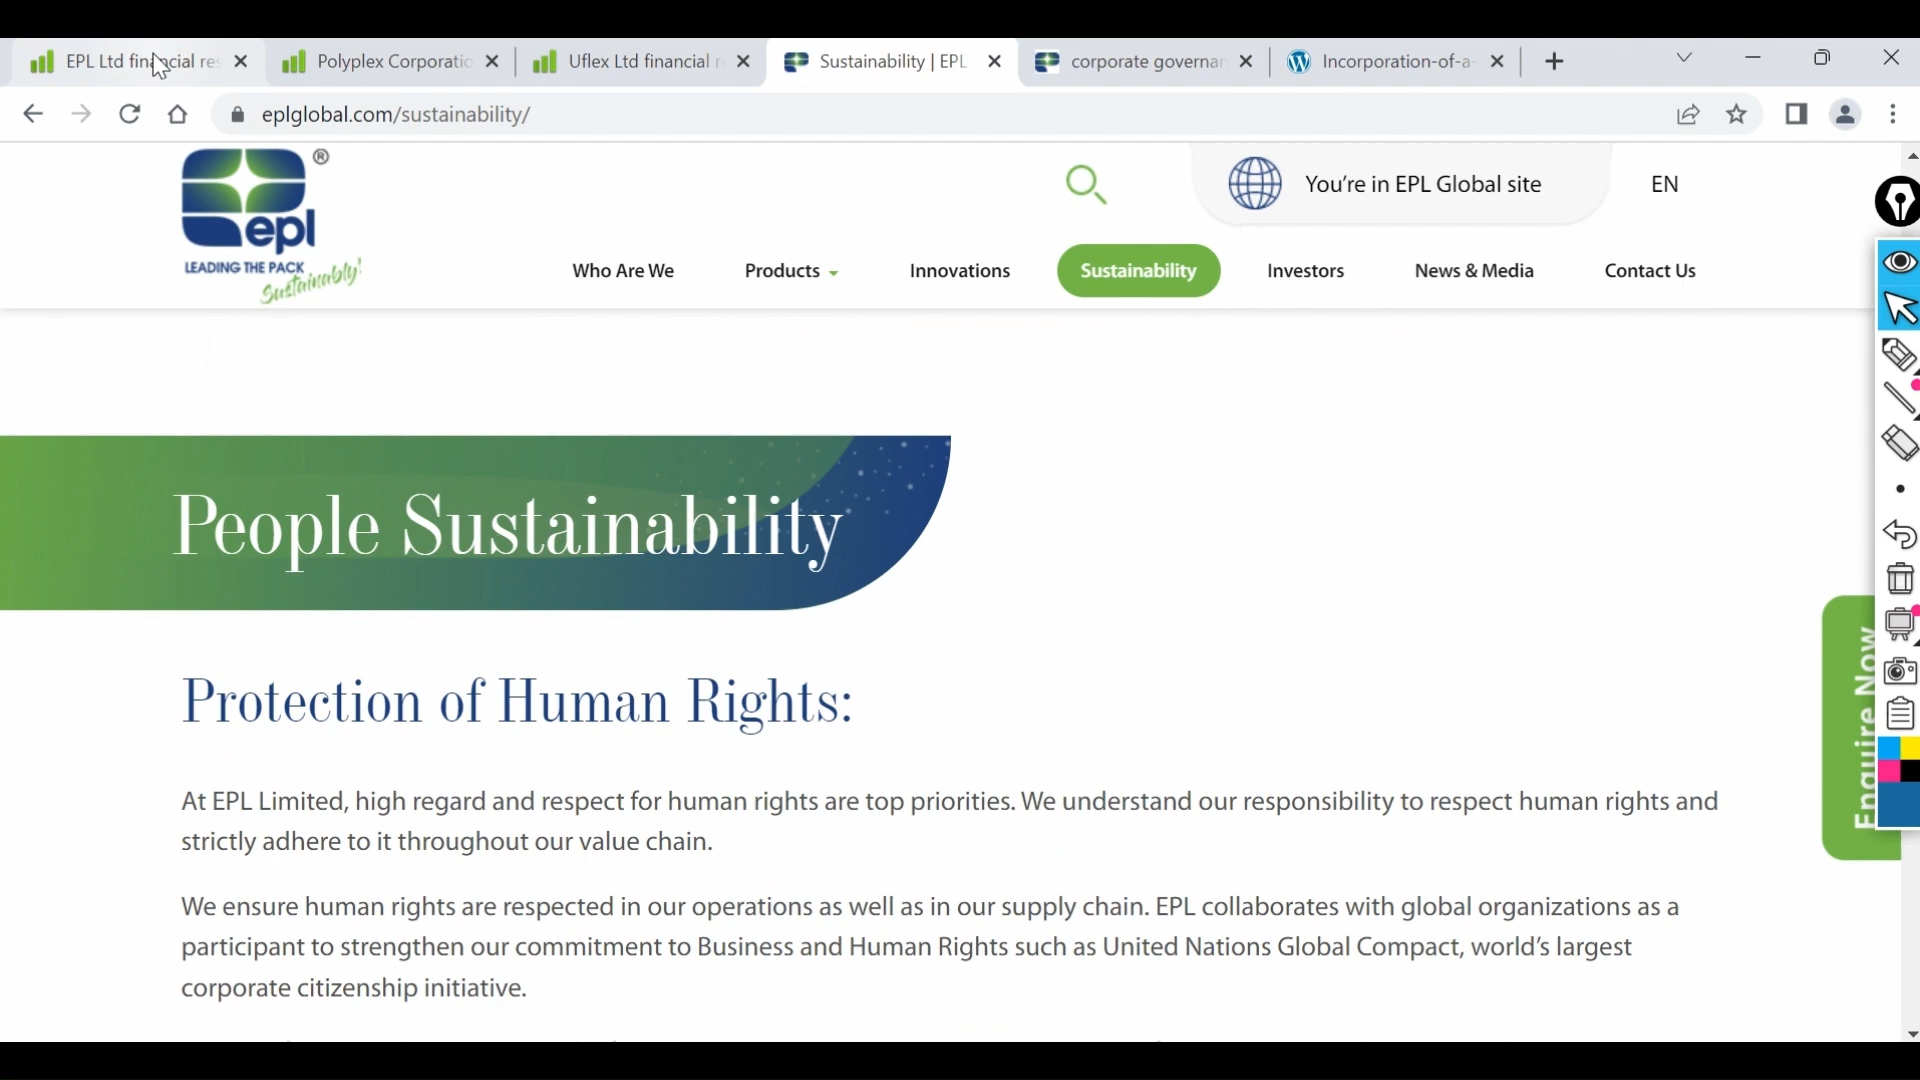 EPL Ltd financial res
Polyplex Corporatio
Uflex Ltd financial r
Sustainability | EPL
corporate governan
Incorporation-of-a-
eplglobal.com/sustainability/
epl
®
LEADING THE PACK
Sustainably!
You're in EPL Global site
EN
Who Are We
Products
Innovations
Sustainability
Investors
News & Media
Contact Us
People Sustainability
Protection of Human Rights:
At EPL Limited, high regard and respect for human rights are top priorities. We understand our responsibility to respect human rights and
strictly adhere to it throughout our value chain.
We ensure human rights are respected in our operations as well as in our supply chain. EPL collaborates with global organizations as a
participant to strengthen our commitment to Business and Human Rights such as United Nations Global Compact, world's largest
corporate citizenship initiative.
Enquire Now